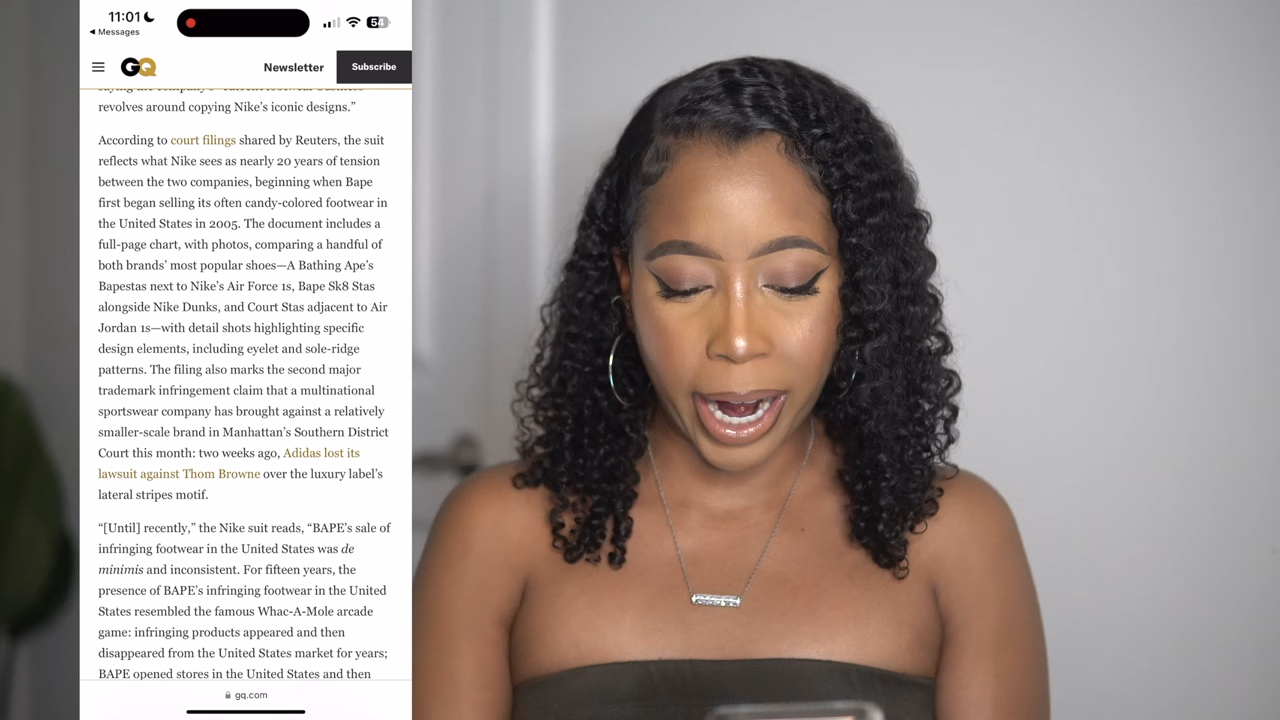 11:01
Messages
54
GQ
Newsletter
Subscribe
saying the company's "current footwear business
revolves around copying Nike's iconic designs.”
According to court filings shared by Reuters, the suit
reflects what Nike sees as nearly 20 years of tension
between the two companies, beginning when Bape
first began selling its often candy-colored footwear in
the United States in 2005. The document includes a
full-page chart, with photos, comparing a handful of
both brands’ most popular shoes—A Bathing Ape’s
Bapestas next to Nike’s Air Force 1s, Bape Sk8 Stas
alongside Nike Dunks, and Court Stas adjacent to Air
Jordan 1s—with detail shots highlighting specific
design elements, including eyelet and sole-ridge
patterns. The filing also marks the second major
trademark infringement claim that a multinational
sportswear company has brought against a relatively
smaller-scale brand in Manhattan’s Southern District
Court this month: two weeks ago, Adidas lost its
lawsuit against Thom Browne over the luxury label’s
lateral stripes motif.
“[Until] recently,” the Nike suit reads, “BAPE’s sale of
infringing footwear in the United States was de
minimis and inconsistent. For fifteen years, the
presence of BAPE’s infringing footwear in the United
States resembled the famous Whac-A-Mole arcade
game: infringing products appeared and then
disappeared from the United States market for years;
BAPE opened stores in the United States and then
gq.com